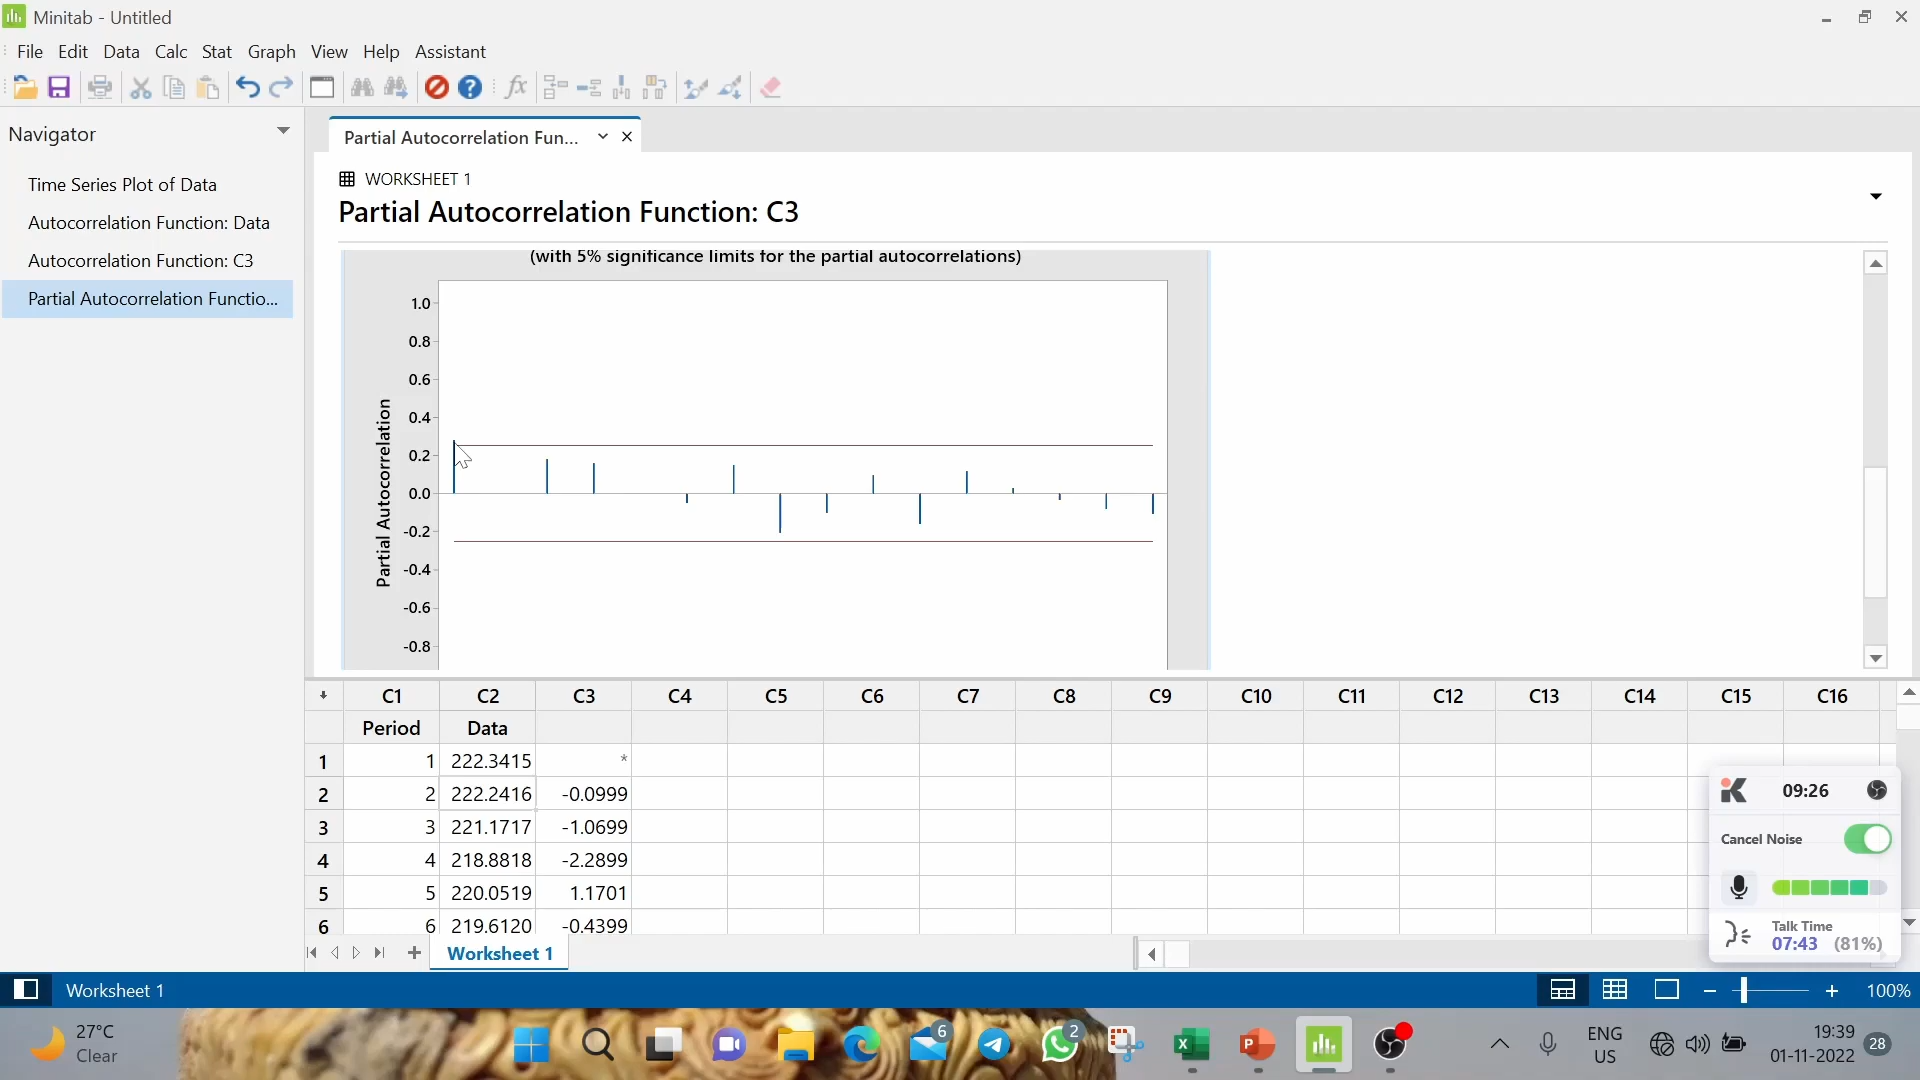 Minitab - Untitled
File Edit Data Calc Stat Graph View Help Assistant
Navigator
Time Series Plot of Data
Autocorrelation Function: Data
Autocorrelation Function: C3
Partial Autocorrelation Functio...
Partial Autocorrelation Fun...
WORKSHEET 1
Partial Autocorrelation Function: C3
(with 5% significance limits for the partial autocorrelations)
Partial Autocorrelation
1.0
0.8
0.6
0.4
0.2
0.0
-0.2
-0.4
-0.6
-0.8
C1 C2 C3 C4 C5 C6 C7 C8 C9 C10 C11 C12 C13 C14 C15 C16
Period Data
1 1 222.3415 *
2 2 222.2416 -0.0999
3 3 221.1717 -1.0699
4 4 218.8818 -2.2899
5 5 220.0519 1.1701
6 6 219.6120 -0.4399
Worksheet 1
09:26
Cancel Noise
Talk Time
07:43 (81%)
Worksheet 1
100%
27°C
Clear
6
2
ENG
US
19:39
01-11-2022
28